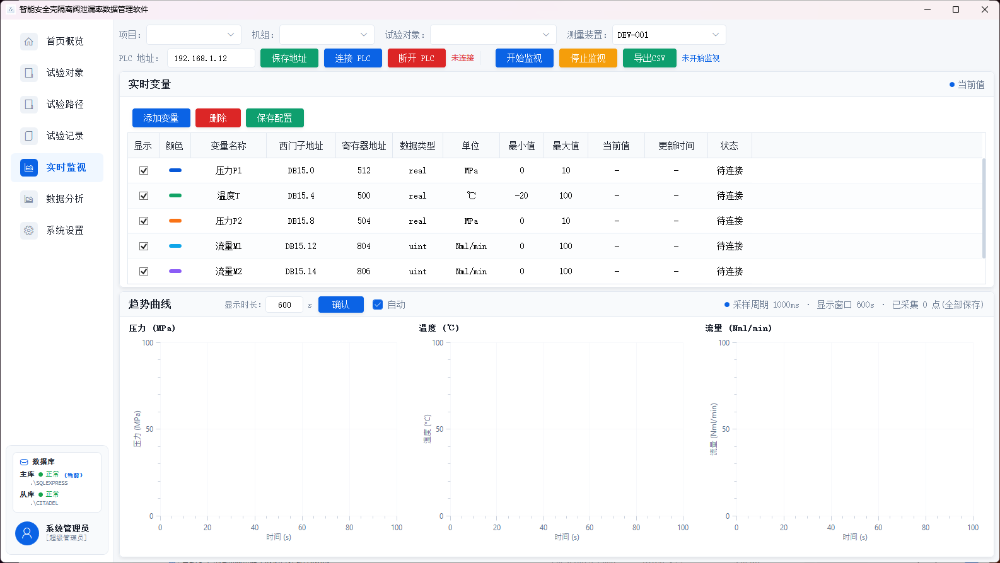 智能安全壳隔离阀泄漏率数据管理软件
首页概览
试验对象
试验路径
试验记录
实时监视
数据分析
系统设置
数据库
主库 正常 (当前)
.\SQLEXPRESS
从库 正常
.\CITADEL
系统管理员
[超级管理员]
项目： 机组： 试验对象： 测量装置： DEV-001
PLC 地址： 192.168.1.12 保存地址 连接 PLC 断开 PLC 未连接 开始监视 停止监视 导出CSV 未开始监视
实时变量 当前值
添加变量 删除 保存配置
显示 颜色 变量名称 西门子地址 寄存器地址 数据类型 单位 最小值 最大值 当前值 更新时间 状态
压力P1 DB15.0 512 real MPa 0 10 — — 待连接
温度T DB15.4 500 real ℃ -20 100 — — 待连接
压力P2 DB15.8 504 real MPa 0 10 — — 待连接
流量M1 DB15.12 804 uint Nml/min 0 100 — — 待连接
流量M2 DB15.14 806 uint Nml/min 0 100 — — 待连接
趋势曲线 显示时长： 600 s 确认 自动 采样周期 1000ms · 显示窗口 600s · 已采集 0 点(全部保存)
压力 (MPa)
100
50
0
压力 (MPa)
0 20 40 60 80 100
时间 (s)
温度 (℃)
100
50
0
温度 (℃)
0 20 40 60 80 100
时间 (s)
流量 (Nml/min)
100
50
0
流量 (Nml/min)
0 20 40 60 80 100
时间 (s)